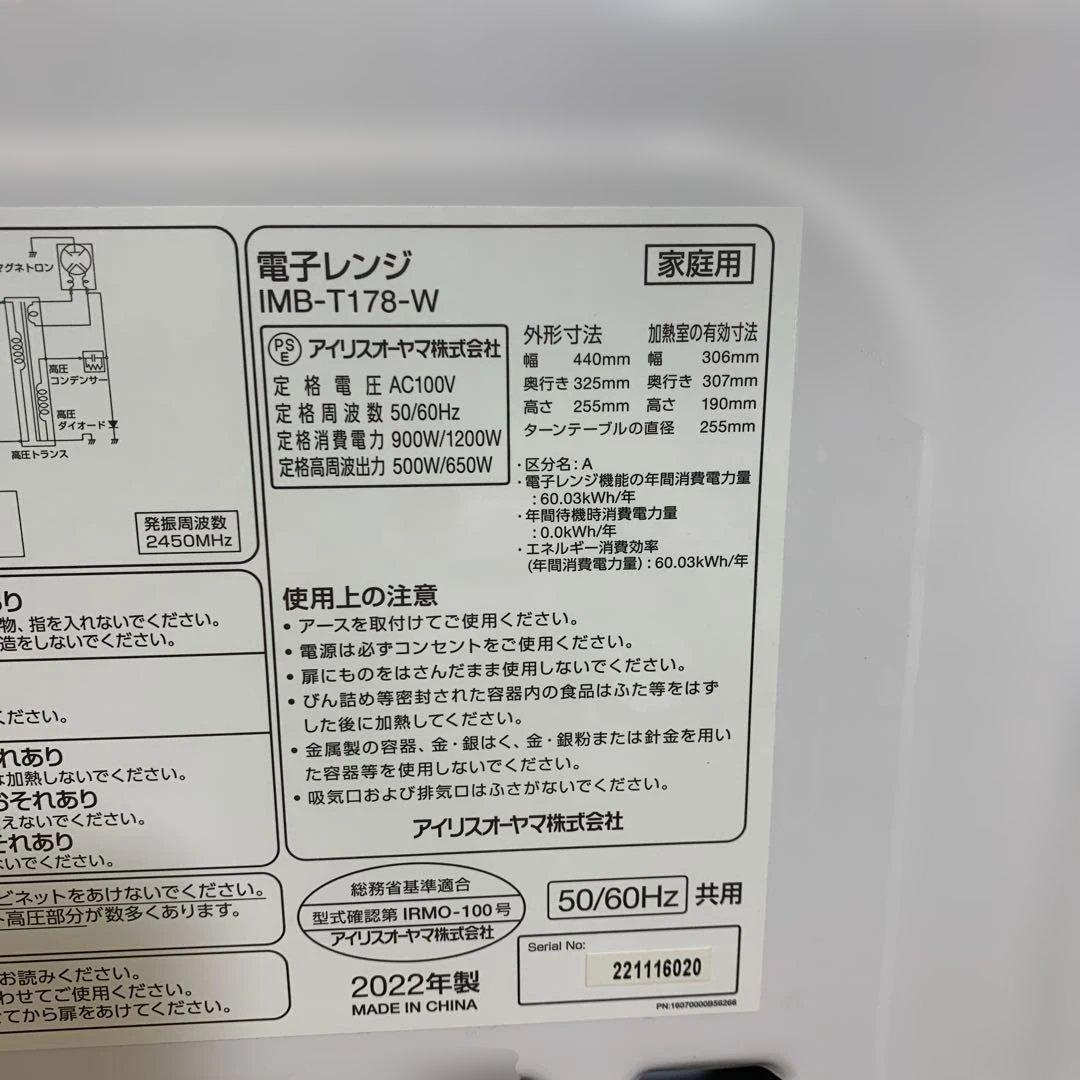 マグネトロン
高圧
コンデンサー
高圧
ダイオード
高圧トランス
発振周波数
2450MHz
電子レンジ
IMB-T178-W
家庭用
PSE アイリスオーヤマ株式会社
定格電圧 AC100V
定格周波数 50/60Hz
定格消費電力 900W/1200W
定格高周波出力 500W/650W
外形寸法 加熱室の有効寸法
幅 440mm 幅 306mm
奥行き 325mm 奥行き 307mm
高さ 255mm 高さ 190mm
ターンテーブルの直径 255mm
・区分名：A
・電子レンジ機能の年間消費電力量
：60.03kWh/年
・年間待機時消費電力量
：0.0kWh/年
・エネルギー消費効率
(年間消費電力量)：60.03kWh/年
使用上の注意
• アースを取付けてご使用ください。
• 電源は必ずコンセントをご使用ください。
• 扉にものをはさんだまま使用しないでください。
• びん詰め等密封された容器内の食品はふた等をはず
した後に加熱してください。
• 金属製の容器、金・銀はく、金・銀粉または針金を用い
た容器等を使用しないでください。
• 吸気口および排気口はふさがないでください。
アイリスオーヤマ株式会社
あり
物、指を入れないでください。
造をしないでください。
ください。
れあり
は加熱しないでください。
おそれあり
えないでください。
それあり
ないでください。
ビネットをあけないでください。
ト高圧部分が数多くあります。
お読みください。
わせてご使用ください。
てから扉をあけてください。
総務省基準適合
型式確認第 IRMO-100号
アイリスオーヤマ株式会社
50/60Hz 共用
2022年製
MADE IN CHINA
Serial No:
221116020
PN:16070000B56266